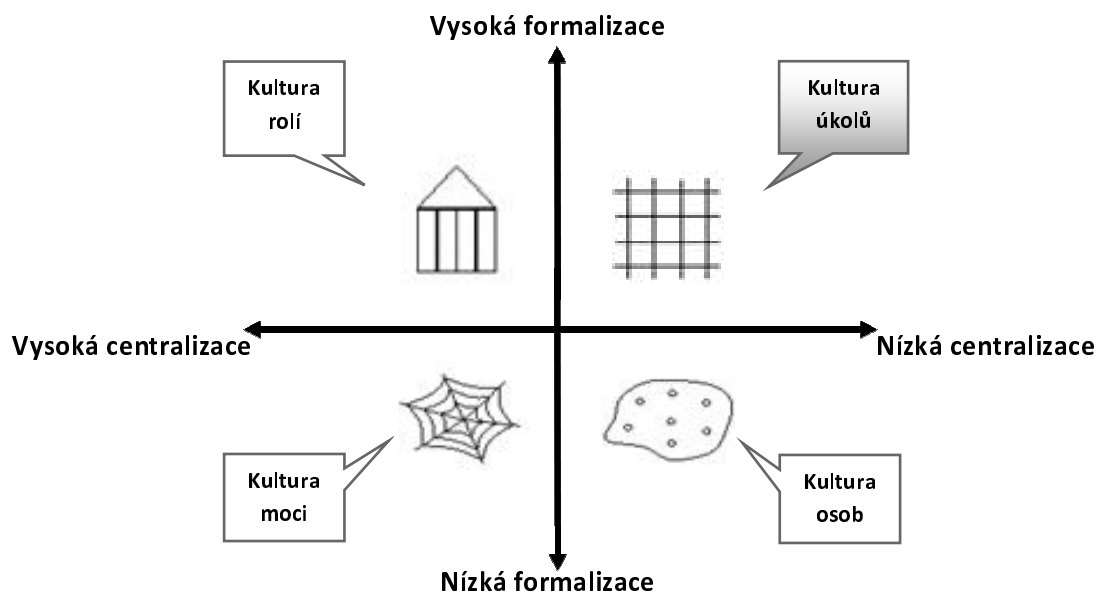 Vysoká formalizace
Kultura
rolí
Kultura
úkolů
Vysoká centralizace
Nízká centralizace
Kultura
moci
Kultura
osob
Nízká formalizace